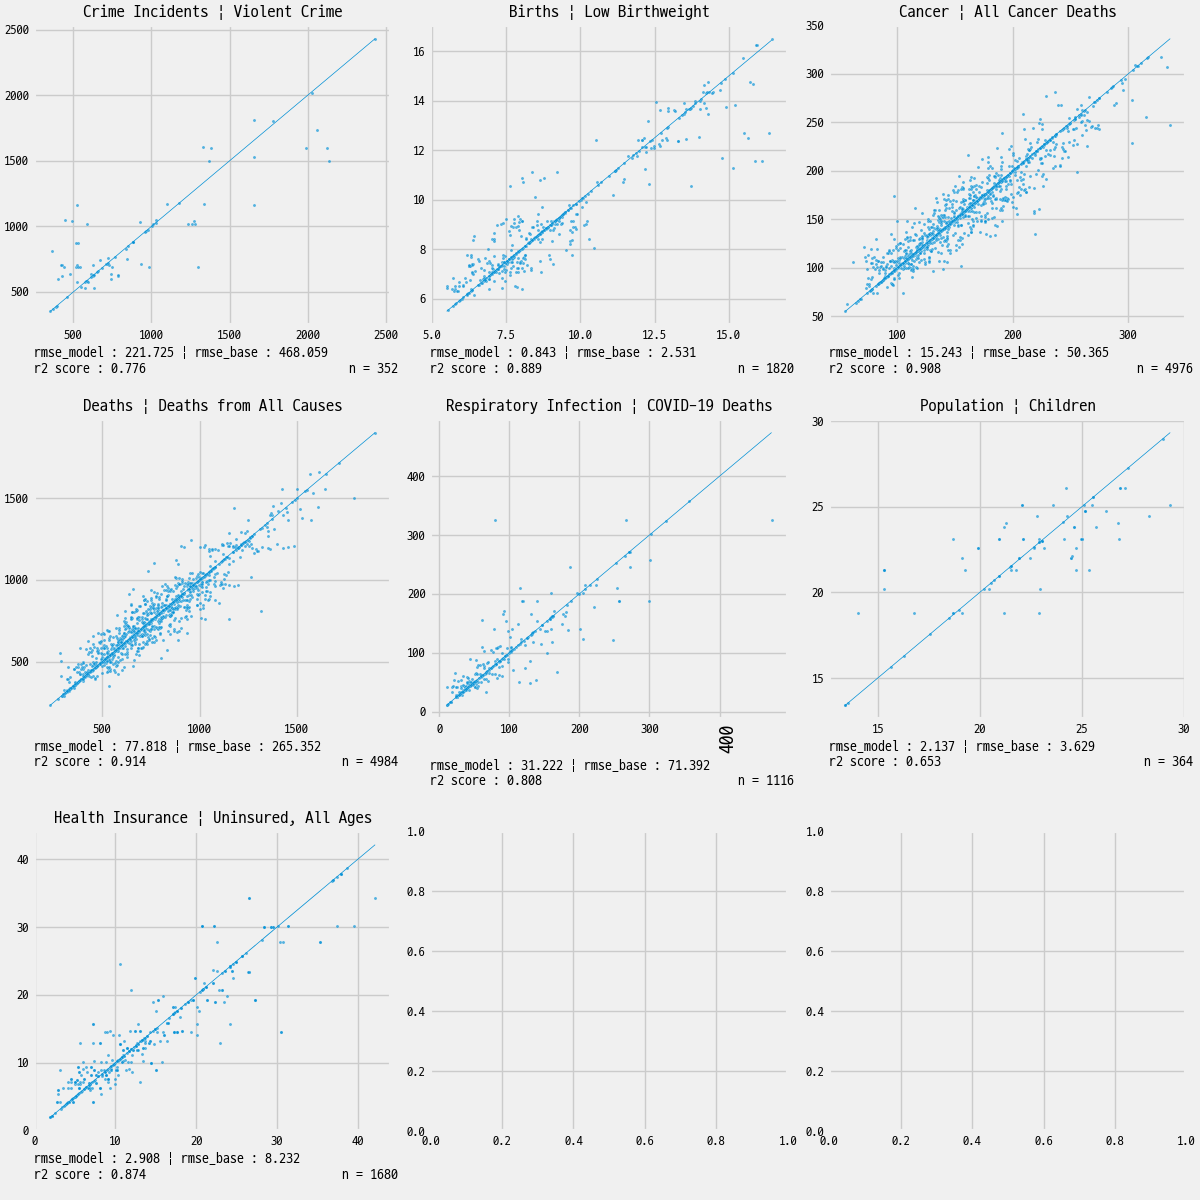 Crime Incidents ¦ Violent Crime
2500
2000
1500
1000
500
500 1000 1500 2000 2500
rmse_model : 221.725 ¦ rmse_base : 468.059
r2 score : 0.776 n = 352
Births ¦ Low Birthweight
16
14
12
10
8
6
5.0 7.5 10.0 12.5 15.0
rmse_model : 0.843 ¦ rmse_base : 2.531
r2 score : 0.889 n = 1820
Cancer ¦ All Cancer Deaths
350
300
250
200
150
100
50
100 200 300
rmse_model : 15.243 ¦ rmse_base : 50.365
r2 score : 0.908 n = 4976
Deaths ¦ Deaths from All Causes
1500
1000
500
500 1000 1500
rmse_model : 77.818 ¦ rmse_base : 265.352
r2 score : 0.914 n = 4984
Respiratory Infection ¦ COVID-19 Deaths
400
300
200
100
0
0 100 200 300 400
rmse_model : 31.222 ¦ rmse_base : 71.392
r2 score : 0.808 n = 1116
Population ¦ Children
30
25
20
15
15 20 25 30
rmse_model : 2.137 ¦ rmse_base : 3.629
r2 score : 0.653 n = 364
Health Insurance ¦ Uninsured, All Ages
40
30
20
10
0
0 10 20 30 40
rmse_model : 2.908 ¦ rmse_base : 8.232
r2 score : 0.874 n = 1680
1.0
0.8
0.6
0.4
0.2
0.0
0.0 0.2 0.4 0.6 0.8 1.0
1.0
0.8
0.6
0.4
0.2
0.0
0.0 0.2 0.4 0.6 0.8 1.0